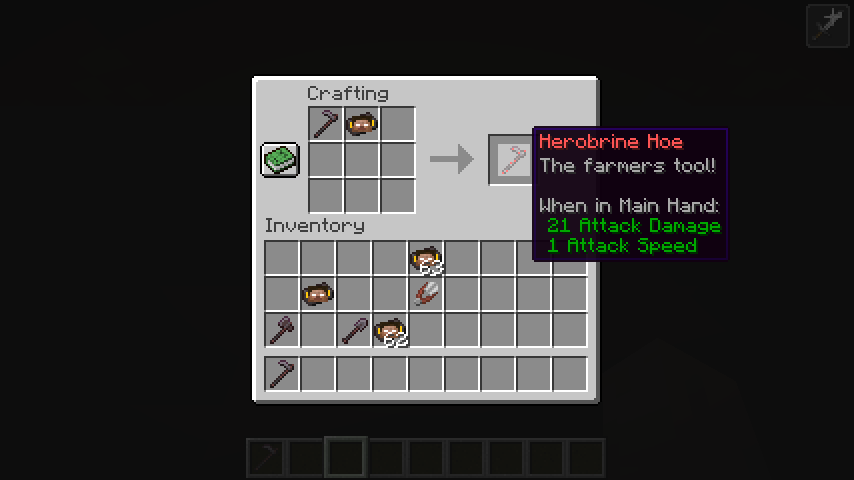 Crafting
Herobrine Hoe
The farmers tool!
When in Main Hand:
21 Attack Damage
1 Attack Speed
Inventory
63
62